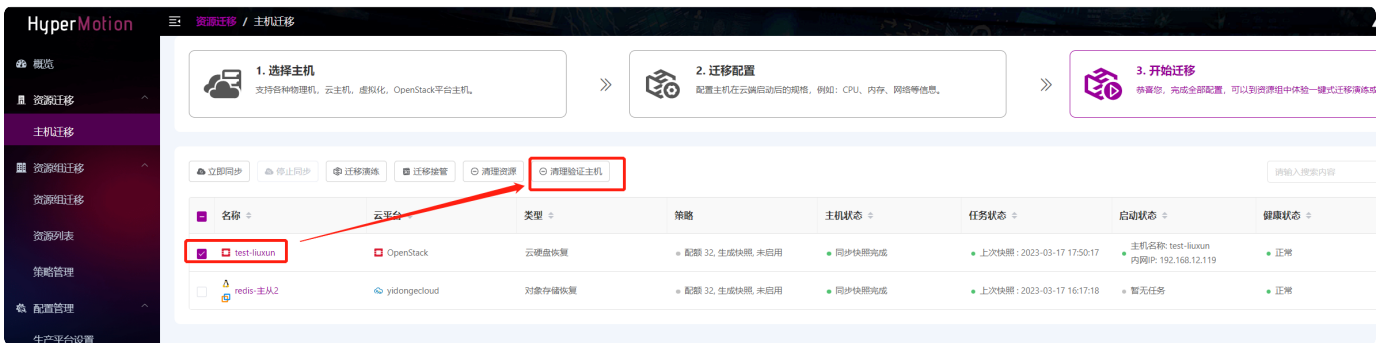 HyperMotion
资源迁移 / 主机迁移
概览
资源迁移
主机迁移
资源组迁移
资源组迁移
资源列表
策略管理
配置管理
生产平台设置
1. 选择主机
支持各种物理机，云主机，虚拟化，OpenStack平台主机。
2. 迁移配置
配置主机在云端启动后的规格，例如：CPU、内存、网络等信息。
3. 开始迁移
恭喜您，完成全部配置，可以到资源组中体验一键式迁移演练或
立即同步 停止同步 迁移演练 迁移接管 清理资源 清理验证主机 请输入搜索内容
名称 云平台 类型 策略 主机状态 任务状态 启动状态 健康状态
test-liuxun OpenStack 云硬盘恢复 配额 32, 生成快照, 未启用 同步快照完成 上次快照 : 2023-03-17 17:50:17 主机名称: test-liuxun 正常
内网IP: 192.168.12.119
redis-主从2 yidongecloud 对象存储恢复 配额 32, 生成快照, 未启用 同步快照完成 上次快照 : 2023-03-17 16:17:18 暂无任务 正常